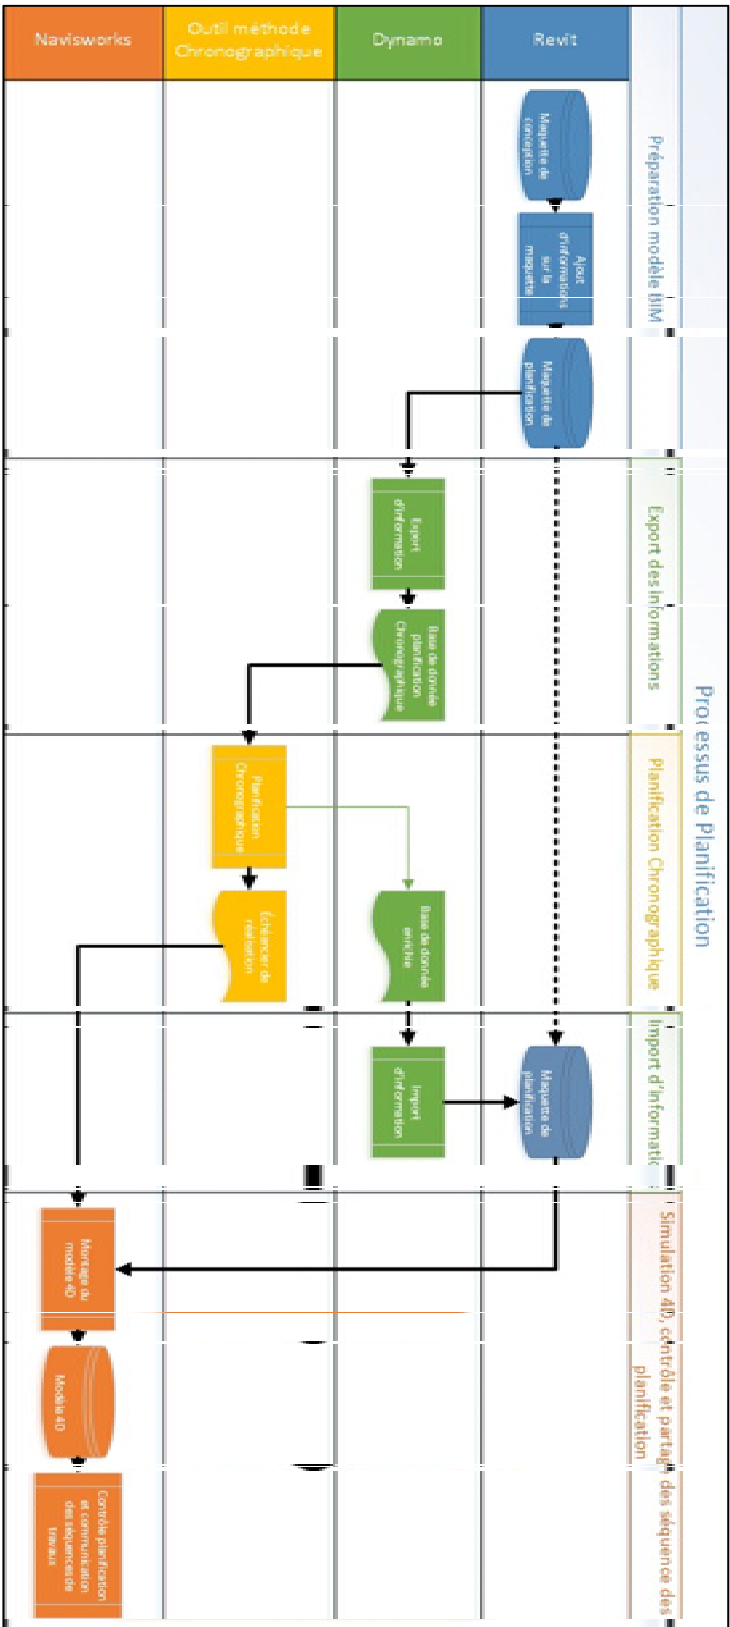 Processus de Planification
Préparation modèle BIM
Export des informations
Planification Chronographique
Import d'informatic
Simulation 4D, contrôle et partage des séquence des
planification
Revit
Maquette de
conception
Ajout
d'informations
sur la
maquette
Maquette de
planification
Maquette de
planification
Dynamo
Export
d'information
Base de donnée
planification
Chronographique
Base de donnée
enrichie
Import
d'information
Outil méthode
Chronographique
Planification
Chronographique
Échéancier de
réalisation
Navisworks
Montage du
modèle 4D
Modèle 4D
Contrôle planification
et communication
des séquences de
travaux